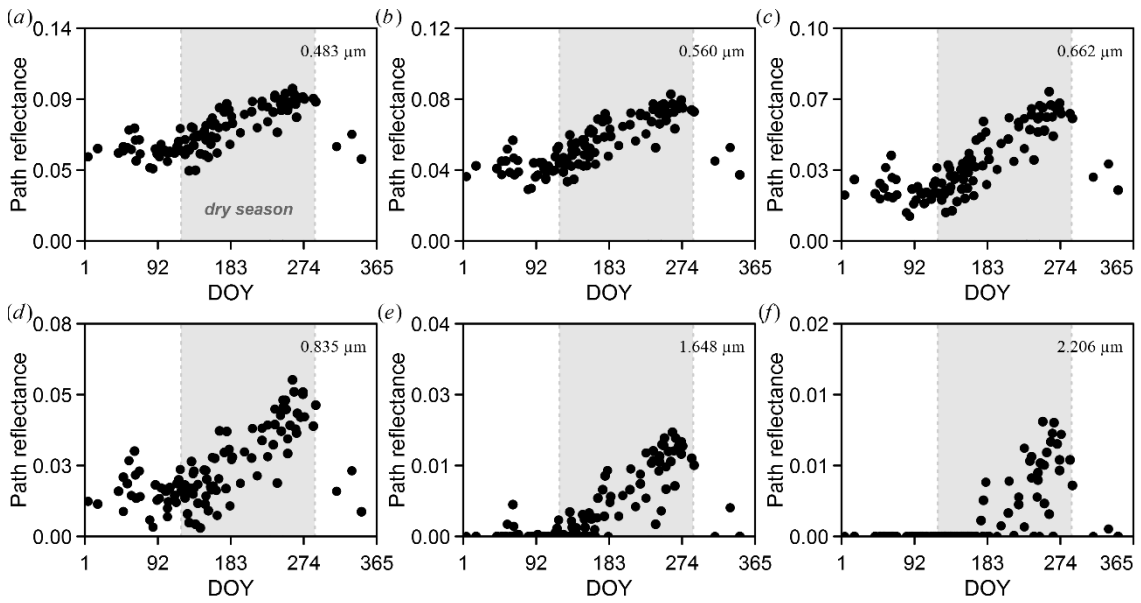 (a)
0.14
0.483 µm
0.09
0.05
dry season
0.00
Path reflectance
1 92 183 274 365
DOY
(b)
0.12
0.560 µm
0.08
0.04
0.00
Path reflectance
1 92 183 274 365
DOY
(c)
0.10
0.662 µm
0.07
0.03
0.00
Path reflectance
1 92 183 274 365
DOY
(d)
0.08
0.835 µm
0.05
0.03
0.00
Path reflectance
1 92 183 274 365
DOY
(e)
0.04
1.648 µm
0.03
0.01
0.00
Path reflectance
1 92 183 274 365
DOY
(f)
0.02
2.206 µm
0.01
0.01
0.00
Path reflectance
1 92 183 274 365
DOY